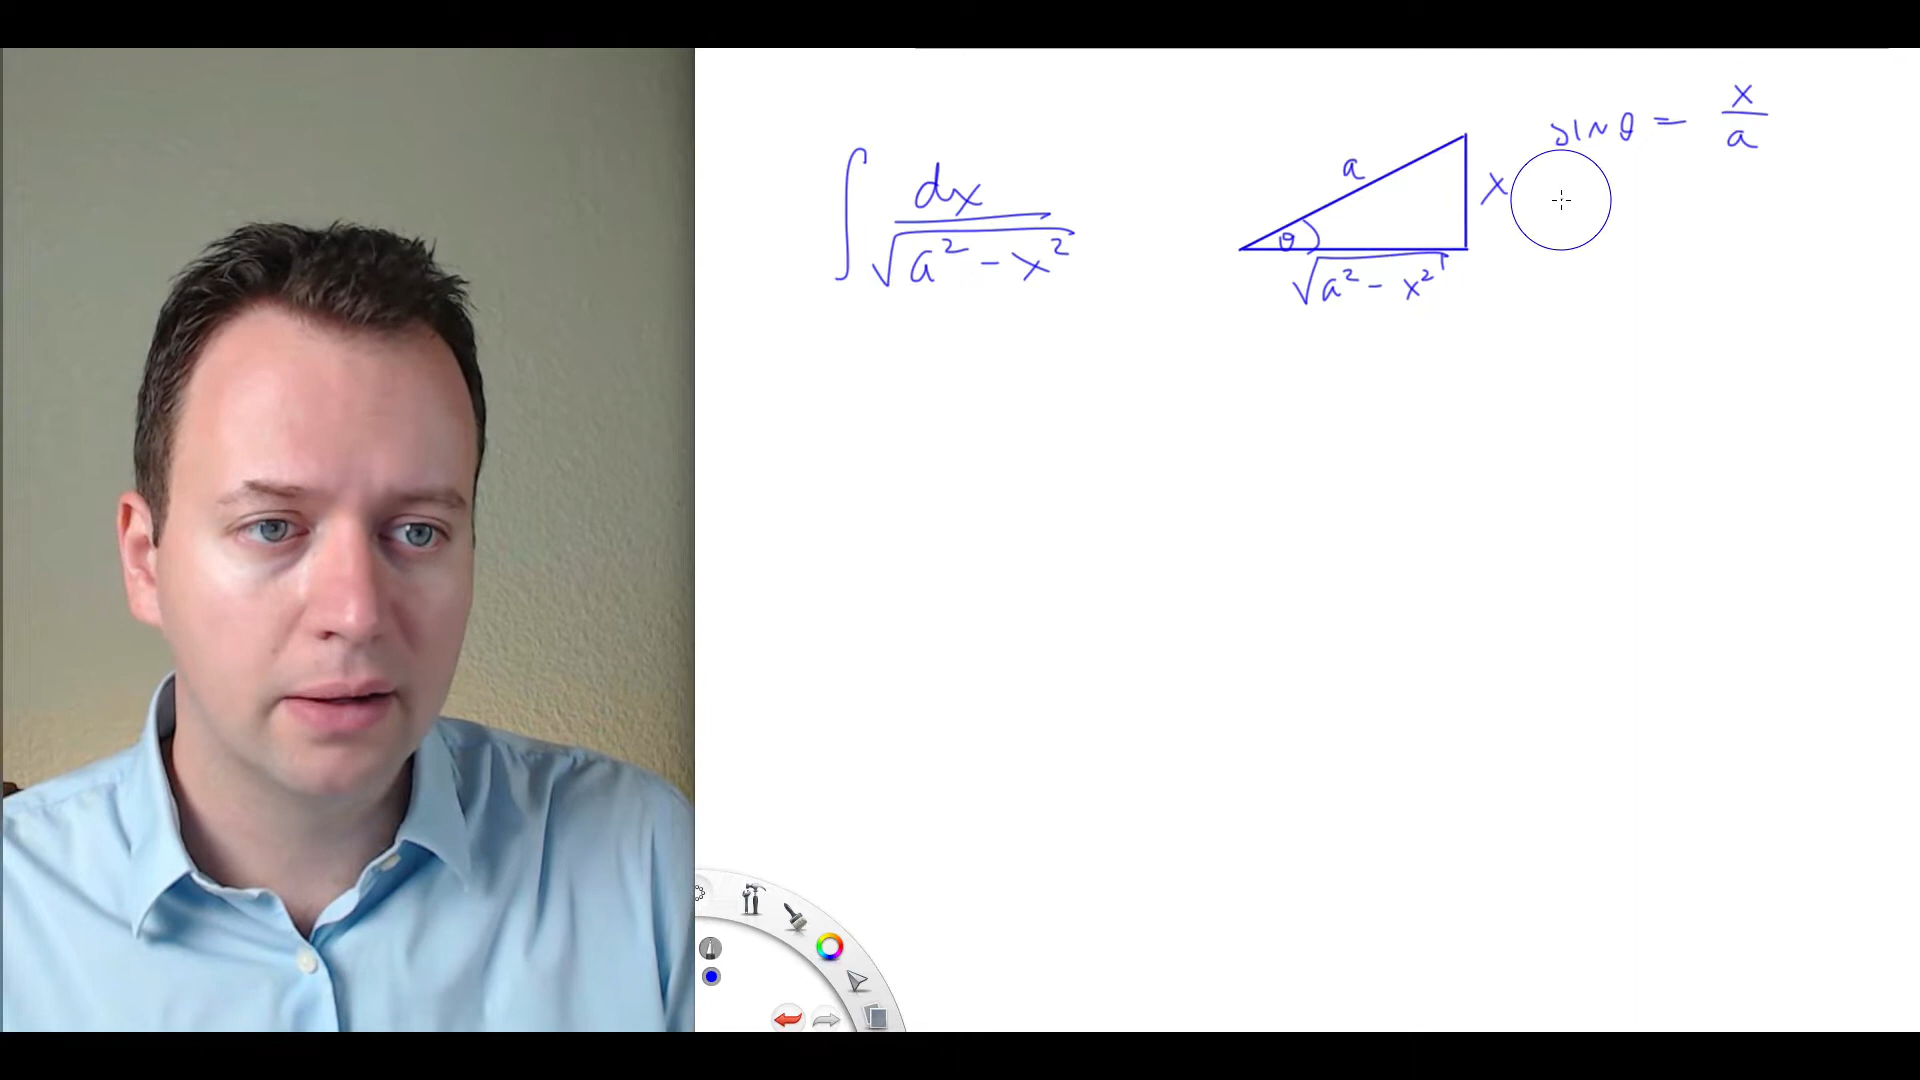 ∫ dx / √(a² - x²)
a
x
θ
√(a² - x²)
sin θ = x / a